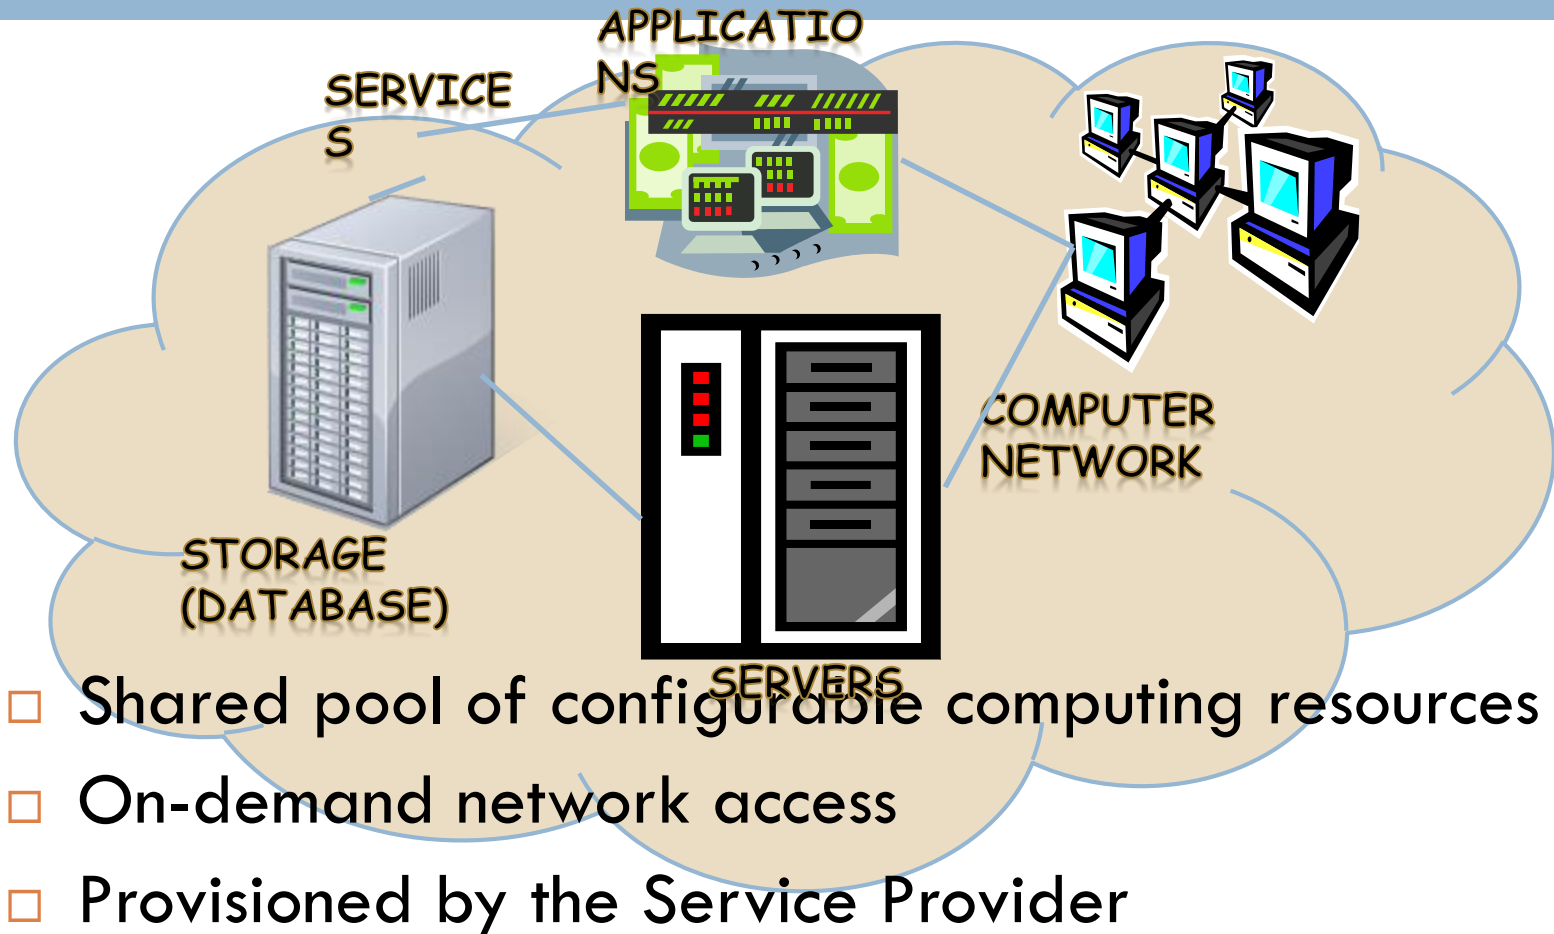 APPLICATIO
NS
SERVICE
S
COMPUTER
NETWORK
STORAGE
(DATABASE)
SERVERS
Shared pool of configurable computing resources
On-demand network access
Provisioned by the Service Provider